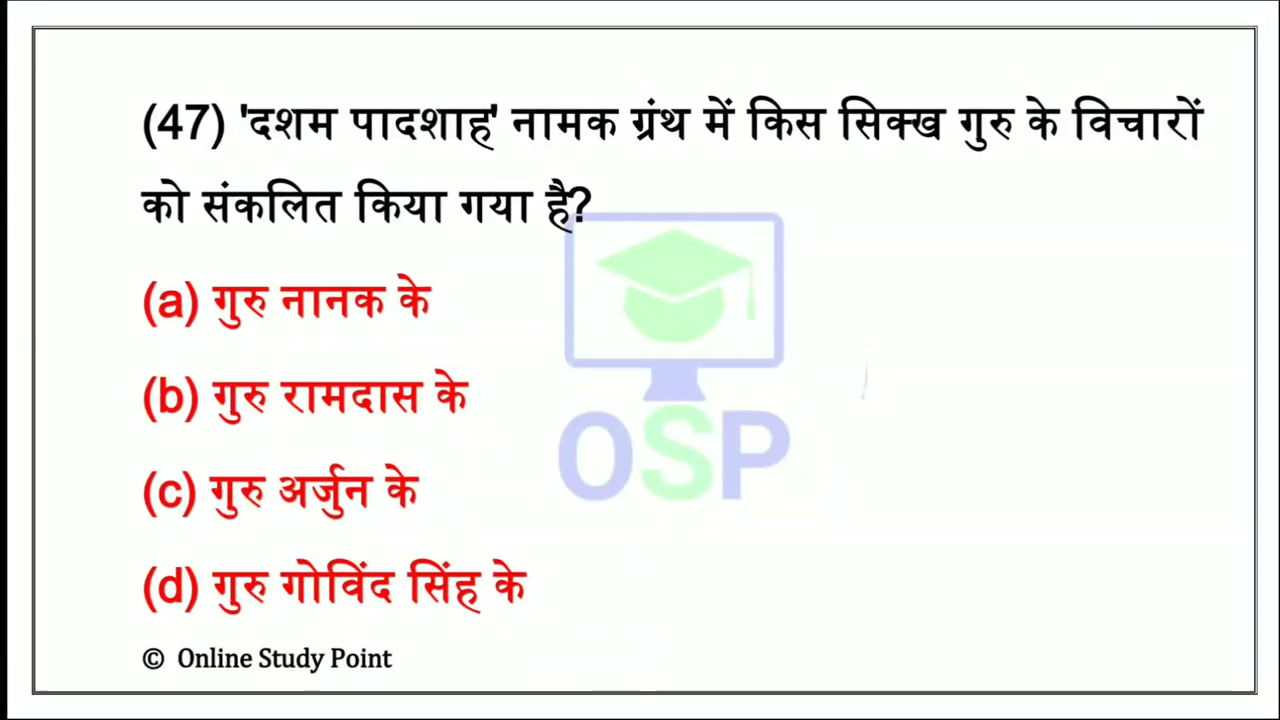 (47) 'दशम पादशाह' नामक ग्रंथ में किस सिक्ख गुरु के विचारों
को संकलित किया गया है?
(a) गुरु नानक के
(b) गुरु रामदास के
(c) गुरु अर्जुन के
(d) गुरु गोविंद सिंह के
OSP
© Online Study Point